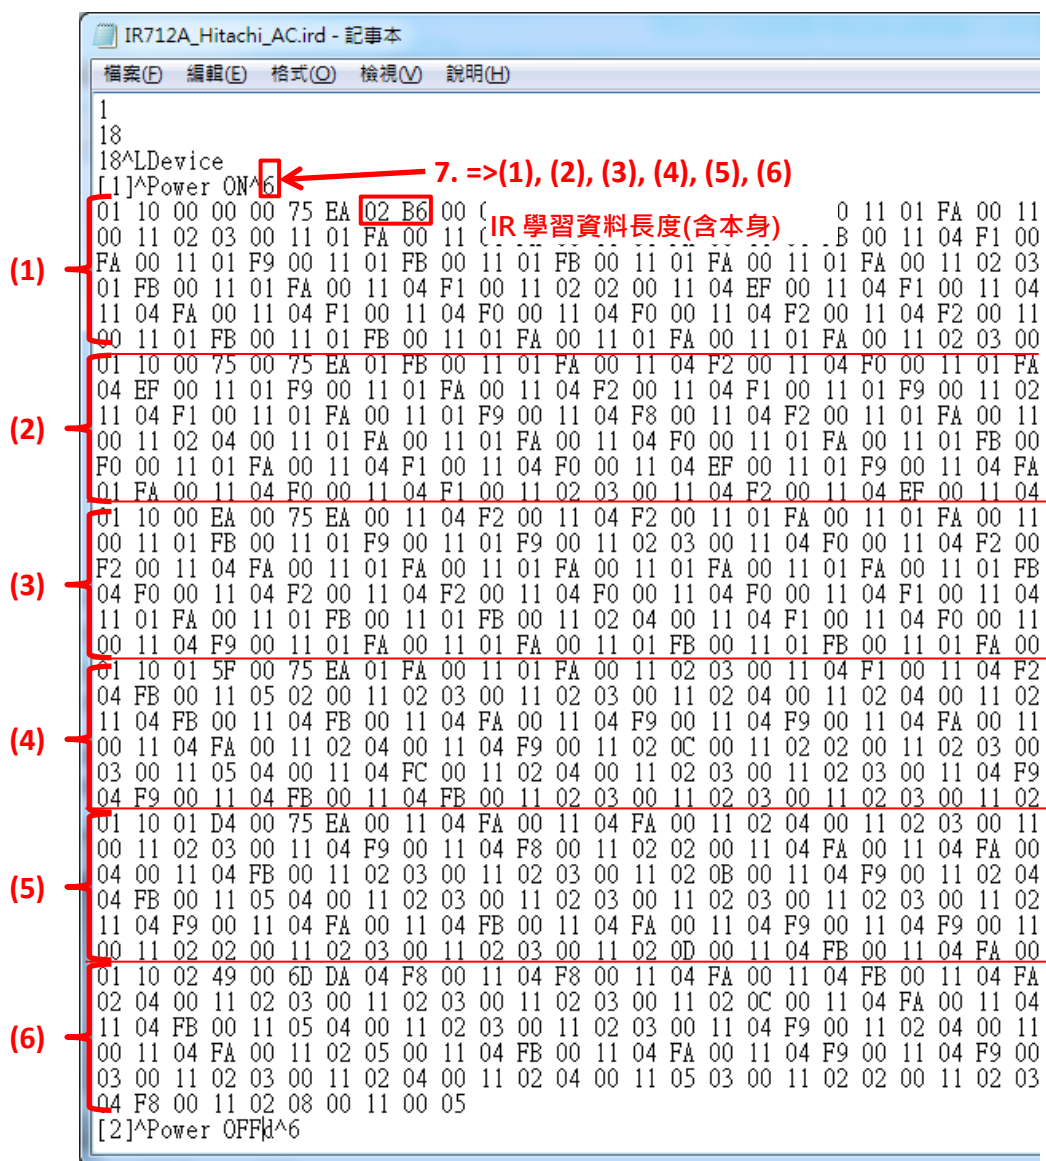 IR712A_Hitachi_AC.ird - 記事本
檔案(F) 編輯(E) 格式(O) 檢視(V) 說明(H)
1
18
18^LDevice
[1]^Power ON^6
7. =>(1), (2), (3), (4), (5), (6)
01 10 00 00 00 75 EA 02 B6 00 0 11 01 FA 00 11
IR 學習資料長度(含本身)
00 11 02 03 00 11 01 FA 00 11 B 00 11 04 F1 00
(1)
FA 00 11 01 F9 00 11 01 FB 00 11 01 FB 00 11 01 FA 00 11 01 FA 00 11 02 03
01 FB 00 11 01 FA 00 11 04 F1 00 11 02 02 00 11 04 EF 00 11 04 F1 00 11 04
11 04 FA 00 11 04 F1 00 11 04 F0 00 11 04 F0 00 11 04 F2 00 11 04 F2 00 11
00 11 01 FB 00 11 01 FB 00 11 01 FA 00 11 01 FA 00 11 01 FA 00 11 02 03 00
01 10 00 75 00 75 EA 01 FB 00 11 01 FA 00 11 04 F2 00 11 04 F0 00 11 01 FA
04 EF 00 11 01 F9 00 11 01 FA 00 11 04 F2 00 11 04 F1 00 11 01 F9 00 11 02
(2)
11 04 F1 00 11 01 FA 00 11 01 F9 00 11 04 F8 00 11 04 F2 00 11 01 FA 00 11
00 11 02 04 00 11 01 FA 00 11 01 FA 00 11 04 F0 00 11 01 FA 00 11 01 FB 00
F0 00 11 01 FA 00 11 04 F1 00 11 04 F0 00 11 04 EF 00 11 01 F9 00 11 04 FA
01 FA 00 11 04 F0 00 11 04 F1 00 11 02 03 00 11 04 F2 00 11 04 EF 00 11 04
01 10 00 EA 00 75 EA 00 11 04 F2 00 11 04 F2 00 11 01 FA 00 11 01 FA 00 11
00 11 01 FB 00 11 01 F9 00 11 01 F9 00 11 02 03 00 11 04 F0 00 11 04 F2 00
(3)
F2 00 11 04 FA 00 11 01 FA 00 11 01 FA 00 11 01 FA 00 11 01 FA 00 11 01 FB
04 F0 00 11 04 F2 00 11 04 F2 00 11 04 F0 00 11 04 F0 00 11 04 F1 00 11 04
11 01 FA 00 11 01 FB 00 11 01 FB 00 11 02 04 00 11 04 F1 00 11 04 F0 00 11
00 11 04 F9 00 11 01 FA 00 11 01 FA 00 11 01 FB 00 11 01 FB 00 11 01 FA 00
01 10 01 5F 00 75 EA 01 FA 00 11 01 FA 00 11 02 03 00 11 04 F1 00 11 04 F2
04 FB 00 11 05 02 00 11 02 03 00 11 02 03 00 11 02 04 00 11 02 04 00 11 02
(4)
11 04 FB 00 11 04 FB 00 11 04 FA 00 11 04 F9 00 11 04 F9 00 11 04 FA 00 11
00 11 04 FA 00 11 02 04 00 11 04 F9 00 11 02 0C 00 11 02 02 00 11 02 03 00
03 00 11 05 04 00 11 04 FC 00 11 02 04 00 11 02 03 00 11 02 03 00 11 04 F9
04 F9 00 11 04 FB 00 11 04 FB 00 11 02 03 00 11 02 03 00 11 02 03 00 11 02
01 10 01 D4 00 75 EA 00 11 04 FA 00 11 04 FA 00 11 02 04 00 11 02 03 00 11
00 11 02 03 00 11 04 F9 00 11 04 F8 00 11 02 02 00 11 04 FA 00 11 04 FA 00
(5)
04 00 11 04 FB 00 11 02 03 00 11 02 03 00 11 02 0B 00 11 04 F9 00 11 02 04
04 FB 00 11 05 04 00 11 02 03 00 11 02 03 00 11 02 03 00 11 02 03 00 11 02
11 04 F9 00 11 04 FA 00 11 04 FB 00 11 04 FA 00 11 04 F9 00 11 04 F9 00 11
00 11 02 02 00 11 02 03 00 11 02 03 00 11 02 0D 00 11 04 FB 00 11 04 FA 00
01 10 02 49 00 6D DA 04 F8 00 11 04 F8 00 11 04 FA 00 11 04 FB 00 11 04 FA
02 04 00 11 02 03 00 11 02 03 00 11 02 03 00 11 02 0C 00 11 04 FA 00 11 04
(6)
11 04 FB 00 11 05 04 00 11 02 03 00 11 02 03 00 11 04 F9 00 11 02 04 00 11
00 11 04 FA 00 11 02 05 00 11 04 FB 00 11 04 FA 00 11 04 F9 00 11 04 F9 00
03 00 11 02 03 00 11 02 04 00 11 02 04 00 11 05 03 00 11 02 02 00 11 02 03
04 F8 00 11 02 08 00 11 00 05
[2]^Power OFFd^6